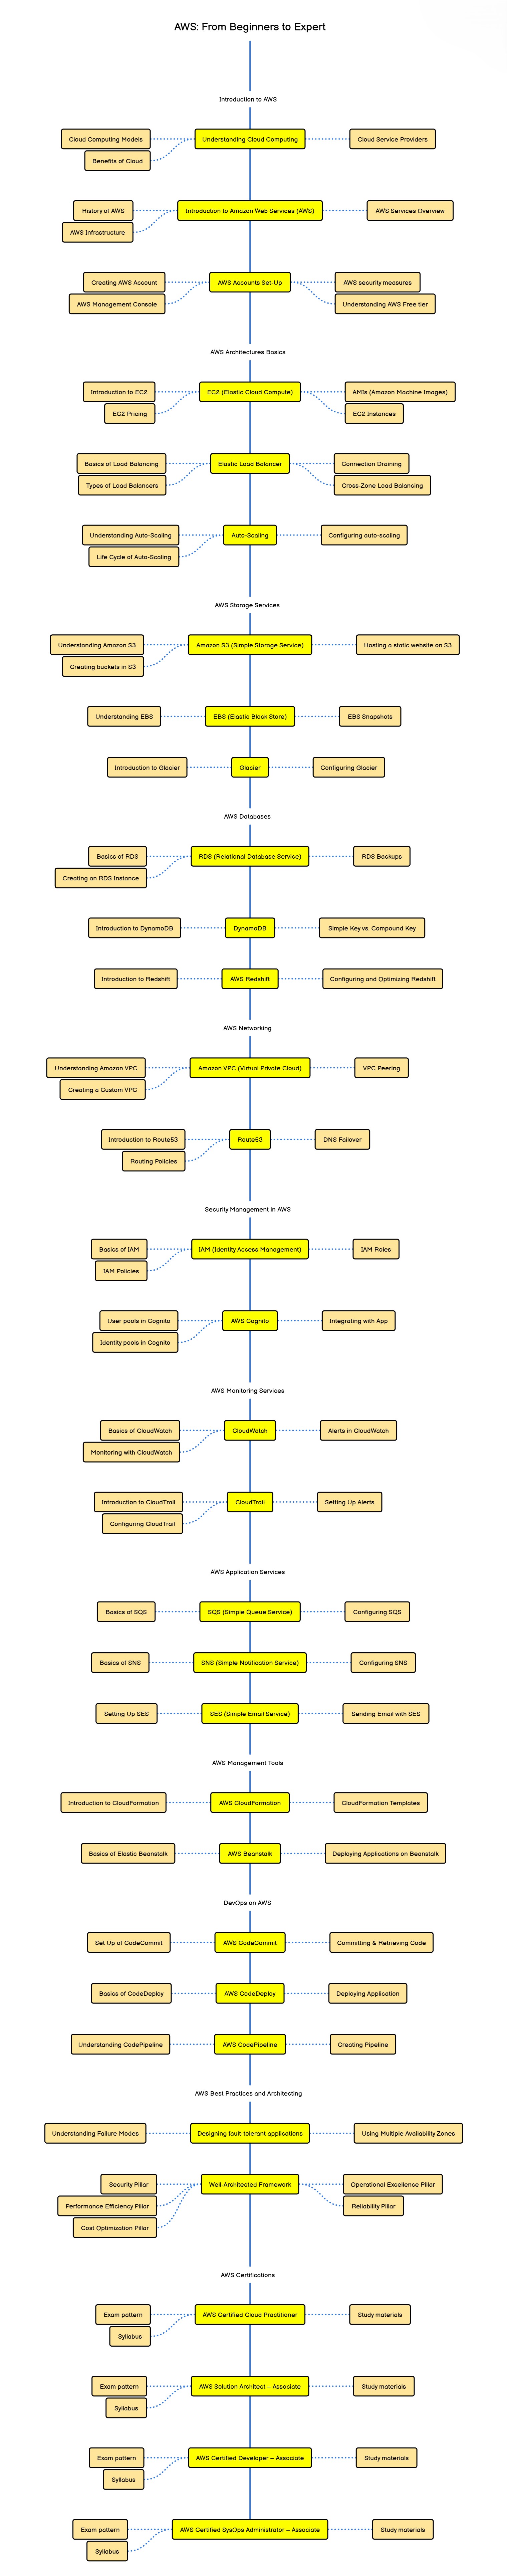 AWS: From Beginners to Expert
Introduction to AWS
Cloud Computing Models
Understanding Cloud Computing
Cloud Service Providers
Benefits of Cloud
History of AWS
Introduction to Amazon Web Services (AWS)
AWS Services Overview
AWS Infrastructure
Creating AWS Account
AWS Accounts Set-Up
AWS security measures
AWS Management Console
Understanding AWS Free tier
AWS Architectures Basics
Introduction to EC2
EC2 (Elastic Cloud Compute)
AMIs (Amazon Machine Images)
EC2 Pricing
EC2 Instances
Basics of Load Balancing
Elastic Load Balancer
Connection Draining
Types of Load Balancers
Cross-Zone Load Balancing
Understanding Auto-Scaling
Auto-Scaling
Configuring auto-scaling
Life Cycle of Auto-Scaling
AWS Storage Services
Understanding Amazon S3
Amazon S3 (Simple Storage Service)
Hosting a static website on S3
Creating buckets in S3
Understanding EBS
EBS (Elastic Block Store)
EBS Snapshots
Introduction to Glacier
Glacier
Configuring Glacier
AWS Databases
Basics of RDS
RDS (Relational Database Service)
RDS Backups
Creating an RDS Instance
Introduction to DynamoDB
DynamoDB
Simple Key vs. Compound Key
Introduction to Redshift
AWS Redshift
Configuring and Optimizing Redshift
AWS Networking
Understanding Amazon VPC
Amazon VPC (Virtual Private Cloud)
VPC Peering
Creating a Custom VPC
Introduction to Route53
Route53
DNS Failover
Routing Policies
Security Management in AWS
Basics of IAM
IAM (Identity Access Management)
IAM Roles
IAM Policies
User pools in Cognito
AWS Cognito
Integrating with App
Identity pools in Cognito
AWS Monitoring Services
Basics of CloudWatch
CloudWatch
Alerts in CloudWatch
Monitoring with CloudWatch
Introduction to CloudTrail
CloudTrail
Setting Up Alerts
Configuring CloudTrail
AWS Application Services
Basics of SQS
SQS (Simple Queue Service)
Configuring SQS
Basics of SNS
SNS (Simple Notification Service)
Configuring SNS
Setting Up SES
SES (Simple Email Service)
Sending Email with SES
AWS Management Tools
Introduction to CloudFormation
AWS CloudFormation
CloudFormation Templates
Basics of Elastic Beanstalk
AWS Beanstalk
Deploying Applications on Beanstalk
DevOps on AWS
Set Up of CodeCommit
AWS CodeCommit
Committing & Retrieving Code
Basics of CodeDeploy
AWS CodeDeploy
Deploying Application
Understanding CodePipeline
AWS CodePipeline
Creating Pipeline
AWS Best Practices and Architecting
Understanding Failure Modes
Designing fault-tolerant applications
Using Multiple Availability Zones
Security Pillar
Well-Architected Framework
Operational Excellence Pillar
Performance Efficiency Pillar
Reliability Pillar
Cost Optimization Pillar
AWS Certifications
Exam pattern
AWS Certified Cloud Practitioner
Study materials
Syllabus
Exam pattern
AWS Solution Architect – Associate
Study materials
Syllabus
Exam pattern
AWS Certified Developer – Associate
Study materials
Syllabus
Exam pattern
AWS Certified SysOps Administrator – Associate
Study materials
Syllabus